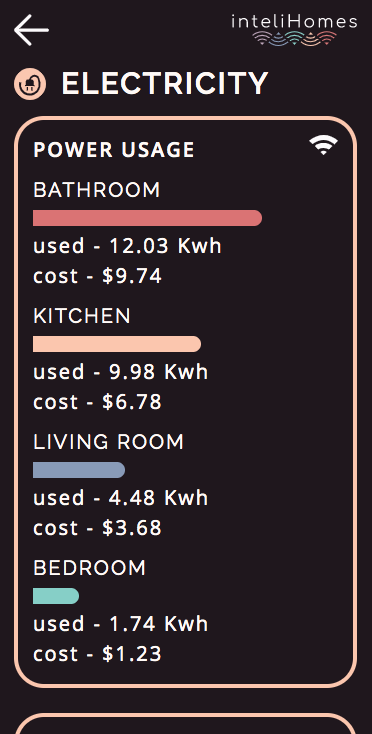 inteliHomes
ELECTRICITY
POWER USAGE
BATHROOM
used - 12.03 Kwh
cost - $9.74
KITCHEN
used - 9.98 Kwh
cost - $6.78
LIVING ROOM
used - 4.48 Kwh
cost - $3.68
BEDROOM
used - 1.74 Kwh
cost - $1.23